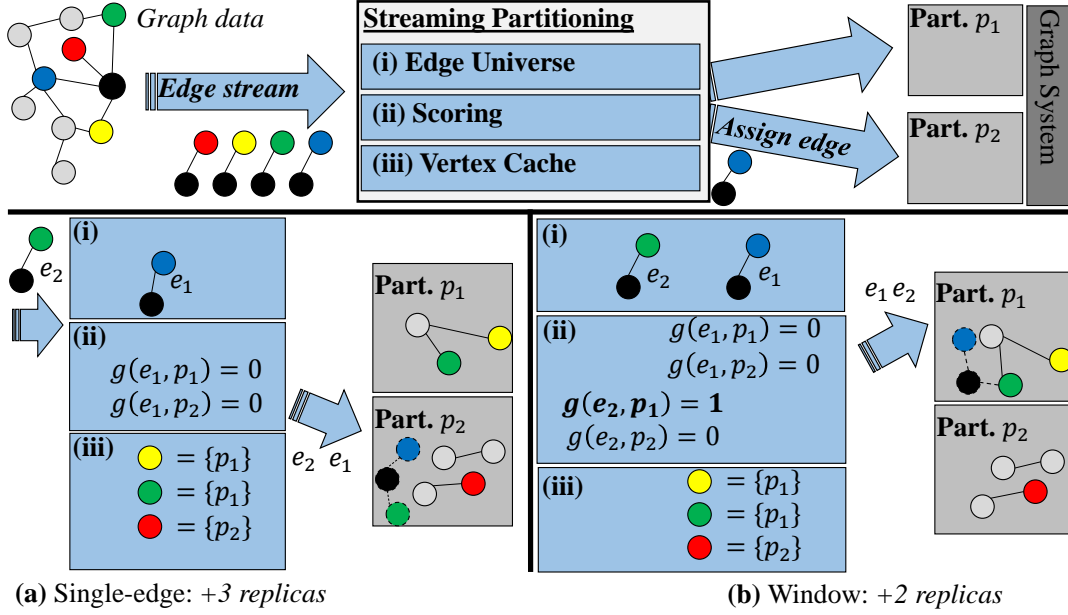 Graph data
Edge stream
Streaming Partitioning
(i) Edge Universe
(ii) Scoring
(iii) Vertex Cache
Assign edge
Part. p₁
Part. p₂
Graph System
e₂
(i)
e₁
(ii)
g(e₁, p₁) = 0
g(e₁, p₂) = 0
(iii)
= {p₁}
= {p₁}
= {p₂}
e₂ e₁
Part. p₁
Part. p₂
(a) Single-edge: +3 replicas
(i)
e₂
e₁
(ii)
g(e₁, p₁) = 0
g(e₁, p₂) = 0
g(e₂, p₁) = 1
g(e₂, p₂) = 0
(iii)
= {p₁}
= {p₁}
= {p₂}
e₁ e₂
Part. p₁
Part. p₂
(b) Window: +2 replicas